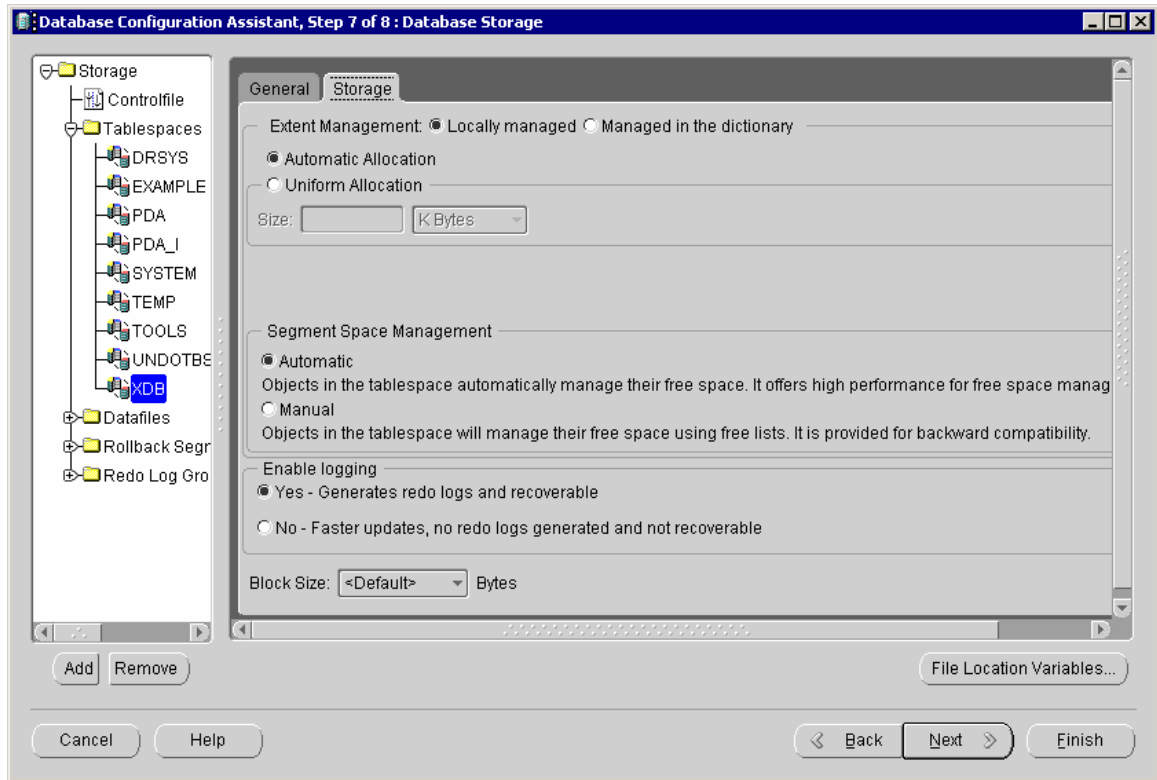 Database Configuration Assistant, Step 7 of 8 : Database Storage
Storage
Controlfile
Tablespaces
DRSYS
EXAMPLE
PDA
PDA_I
SYSTEM
TEMP
TOOLS
UNDOTBS
XDB
Datafiles
Rollback Segr
Redo Log Gro
Add Remove
General Storage
Extent Management: Locally managed Managed in the dictionary
Automatic Allocation
Uniform Allocation
Size: K Bytes
Segment Space Management
Automatic
Objects in the tablespace automatically manage their free space. It offers high performance for free space manag
Manual
Objects in the tablespace will manage their free space using free lists. It is provided for backward compatibility.
Enable logging
Yes - Generates redo logs and recoverable
No - Faster updates, no redo logs generated and not recoverable
Block Size: <Default> Bytes
File Location Variables...
Cancel Help Back Next Finish